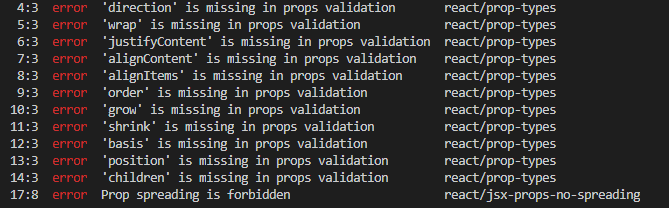 4:3 error 'direction' is missing in props validation react/prop-types
5:3 error 'wrap' is missing in props validation react/prop-types
6:3 error 'justifyContent' is missing in props validation react/prop-types
7:3 error 'alignContent' is missing in props validation react/prop-types
8:3 error 'alignItems' is missing in props validation react/prop-types
9:3 error 'order' is missing in props validation react/prop-types
10:3 error 'grow' is missing in props validation react/prop-types
11:3 error 'shrink' is missing in props validation react/prop-types
12:3 error 'basis' is missing in props validation react/prop-types
13:3 error 'position' is missing in props validation react/prop-types
14:3 error 'children' is missing in props validation react/prop-types
17:8 error Prop spreading is forbidden react/jsx-props-no-spreading